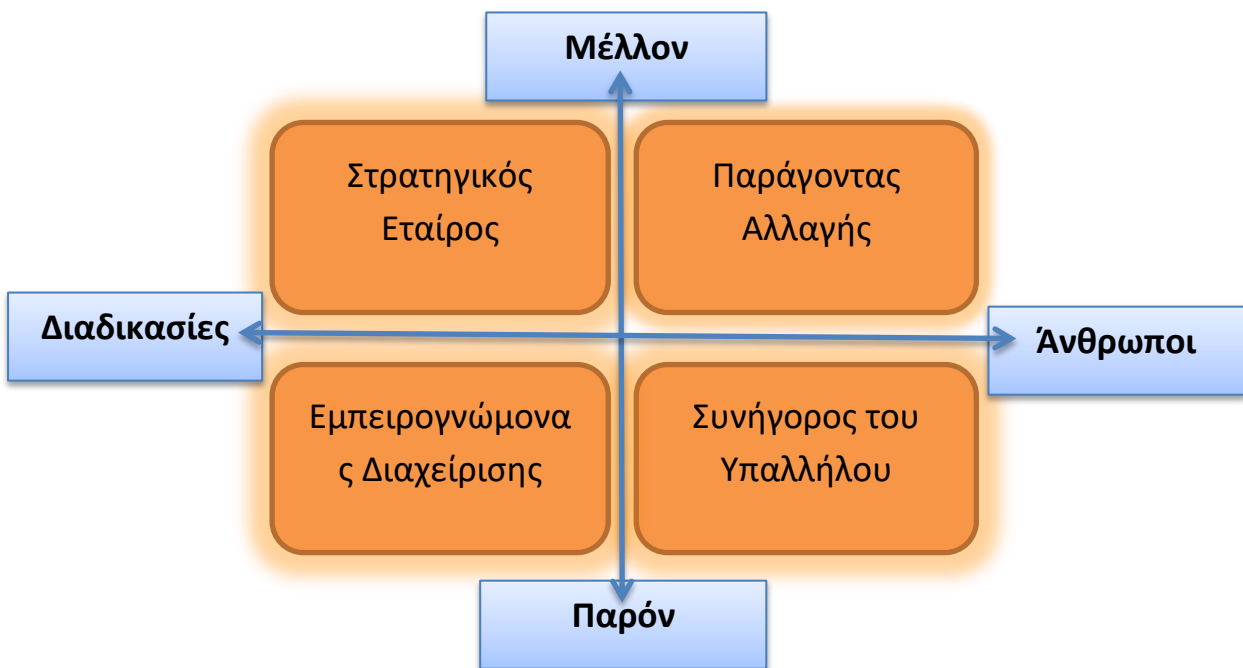 Μέλλον
Στρατηγικός
Εταίρος
Παράγοντας
Αλλαγής
Διαδικασίες
Άνθρωποι
Εμπειρογνώμονα
ς Διαχείρισης
Συνήγορος του
Υπαλλήλου
Παρόν